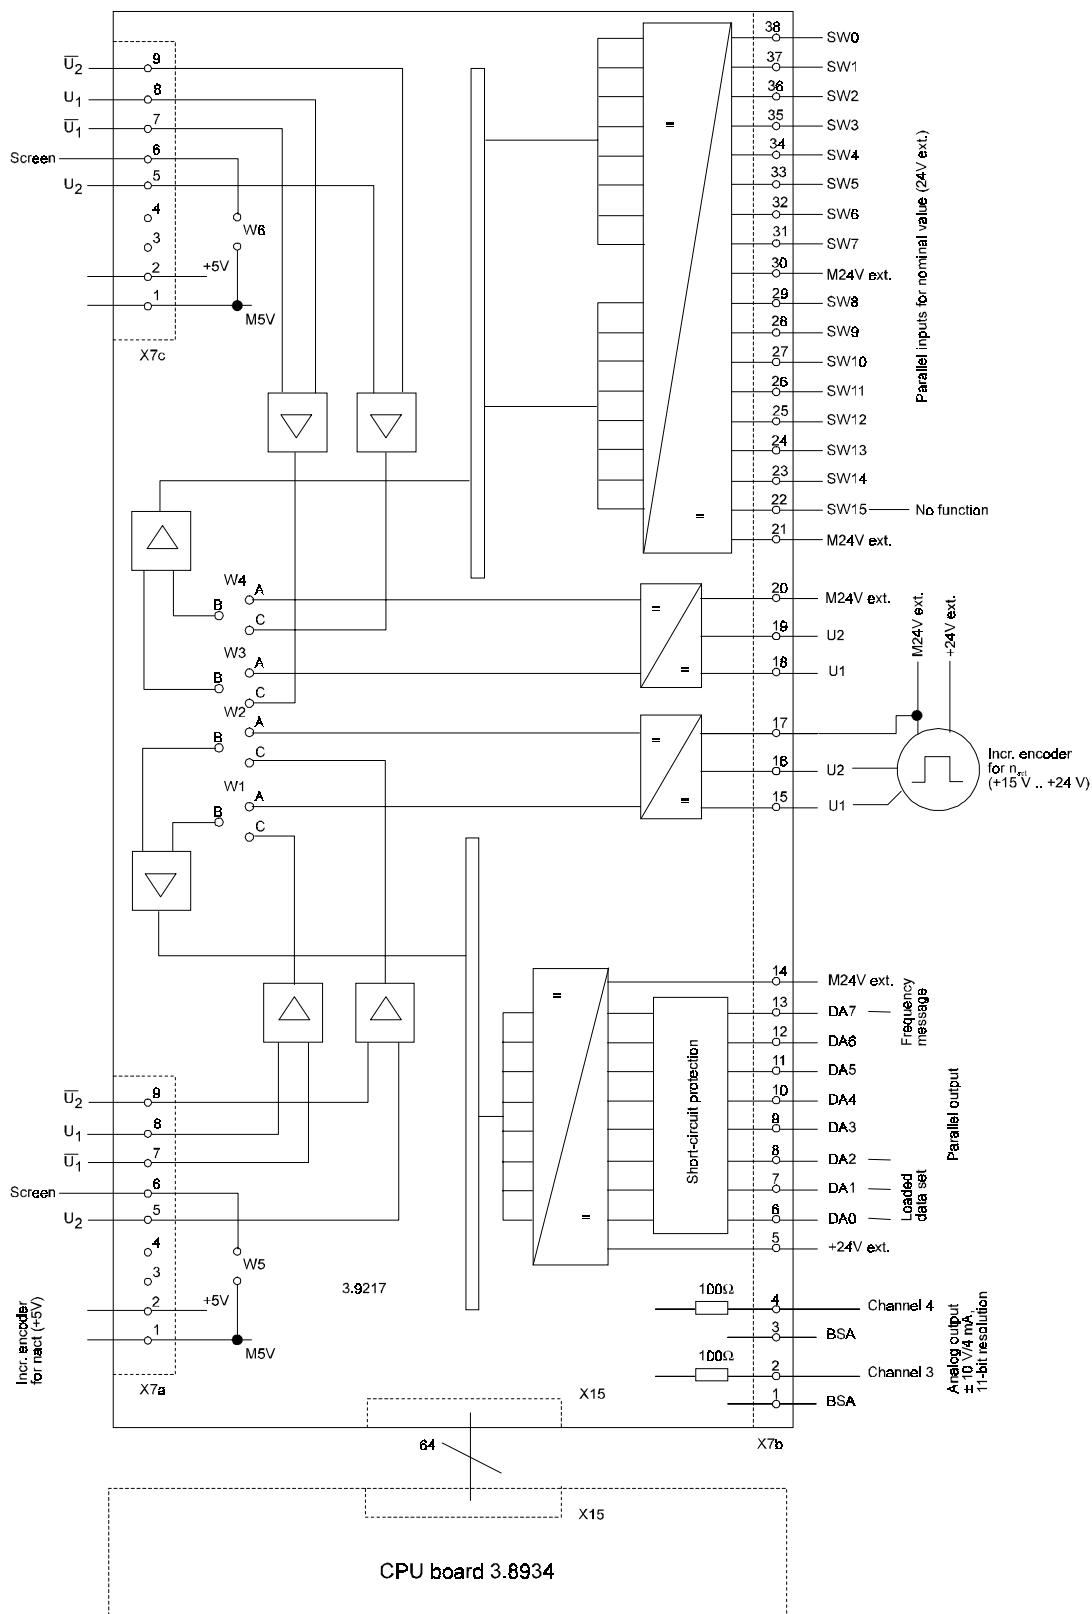 U2 9
U1 8
U1 7
Screen 6
U2 5
4
3
2 +5V
1 M5V
W6
X7c
38 SW0
37 SW1
36 SW2
35 SW3
34 SW4
33 SW5
32 SW6
31 SW7
30 M24V ext.
29 SW8
28 SW9
27 SW10
26 SW11
25 SW12
24 SW13
23 SW14
22 SW15 No function
21 M24V ext.
Parallel inputs for nominal value (24V ext.)
=
=
W4 A
B
C
W3 A
B
C
W2 A
B
C
W1 A
B
C
=
=
20 M24V ext.
19 U2
18 U1
=
=
17
16 U2
15 U1
M24V ext.
+24V ext.
Incr. encoder
for nact
(+15 V .. +24 V)
=
=
Short-circuit protection
14 M24V ext.
13 DA7
12 DA6
11 DA5
10 DA4
9 DA3
8 DA2
7 DA1
6 DA0
5 +24V ext.
Frequency
message
Parallel output
Loaded
data set
100Ω 4 Channel 4
3 BSA
100Ω 2 Channel 3
1 BSA
Analog output
± 10 V/4 mA,
11-bit resolution
U2 9
U1 8
U1 7
Screen 6
U2 5
4
3
2 +5V
1 M5V
W5
3.9217
Incr. encoder
for nact (+5V)
X7a
X15
X7b
64
X15
CPU board 3.8934